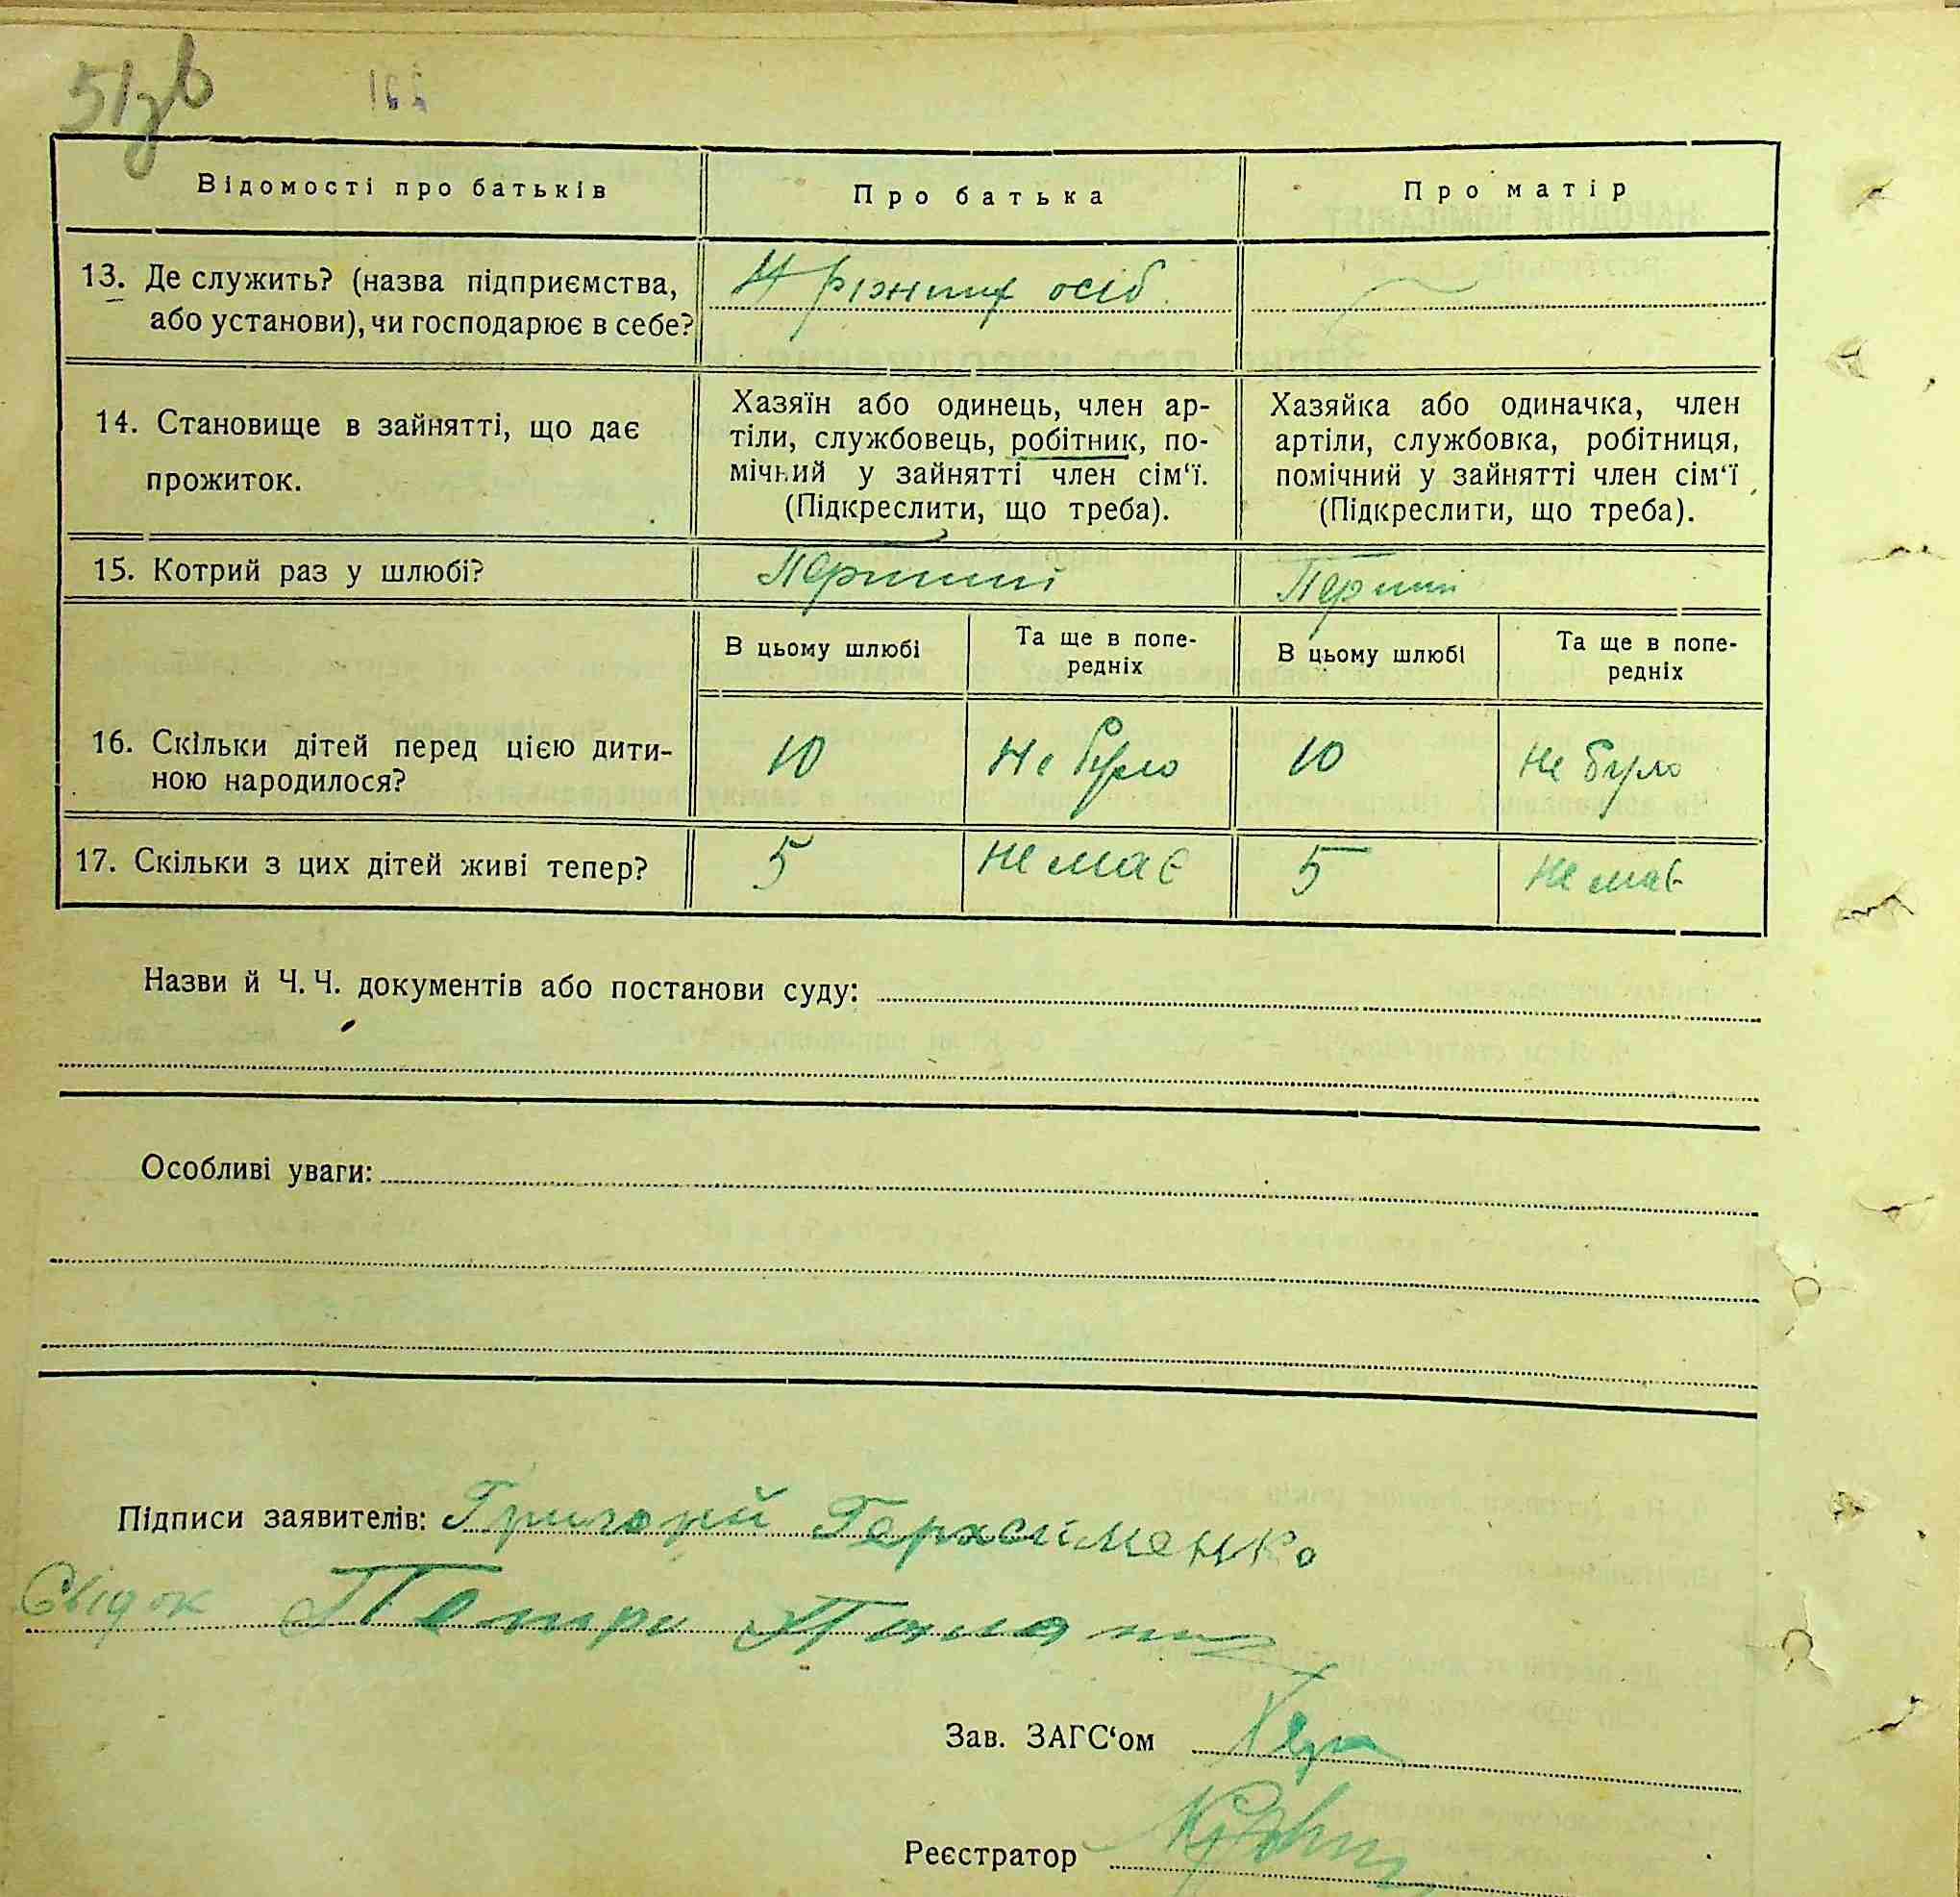 51зв
Відомості про батьків
Про батька
Про матір
13. Де служить? (назва підприємства,
або установи), чи господарює в себе?
У різних осіб
14. Становище в зайнятті, що дає
прожиток.
Хазяїн або одинець, член ар-
тіли, службовець, робітник, по-
мічний у зайнятті член сім‘ї.
(Підкреслити, що треба).
Хазяйка або одиначка, член
артіли, службовка, робітниця,
помічний у зайнятті член сім‘ї
(Підкреслити, що треба).
15. Котрий раз у шлюбі?
В цьому шлюбі
Та ще в попе-
редніх
В цьому шлюбі
Та ще в попе-
редніх
16. Скільки дітей перед цією дити-
ною народилося?
10
Не було
10
Не було
17. Скільки з цих дітей живі тепер?
5
Не має
5
Не має
Назви й Ч. Ч. документів або постанови суду:
Особливі уваги:
Підписи заявителів: Григорій Герасименко
Свідок Петро
Зав. ЗАГС‘ом
Реєстратор